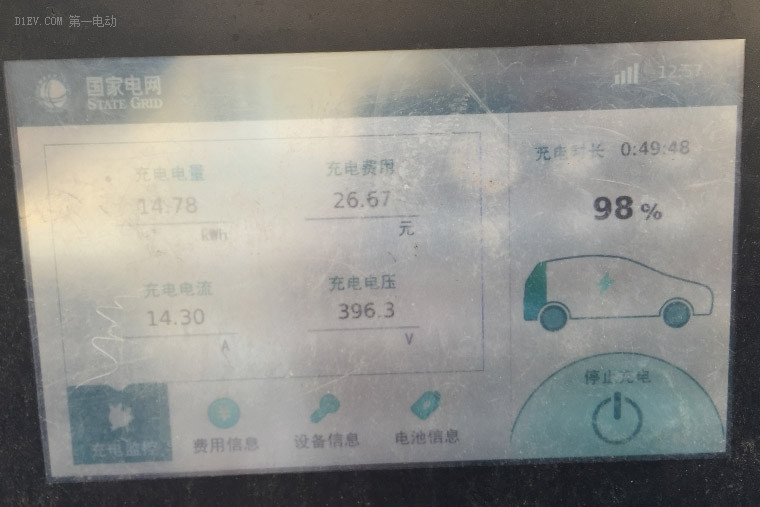 D1EV.COM 第一电动
国家电网
STATE GRID
12:57
充电电量
14.78
kWh
充电费用
26.67
元
充电电流
14.30
A
充电电压
396.3
V
充电时长 0:49:48
98 %
停止充电
充电监控
费用信息
设备信息
电池信息